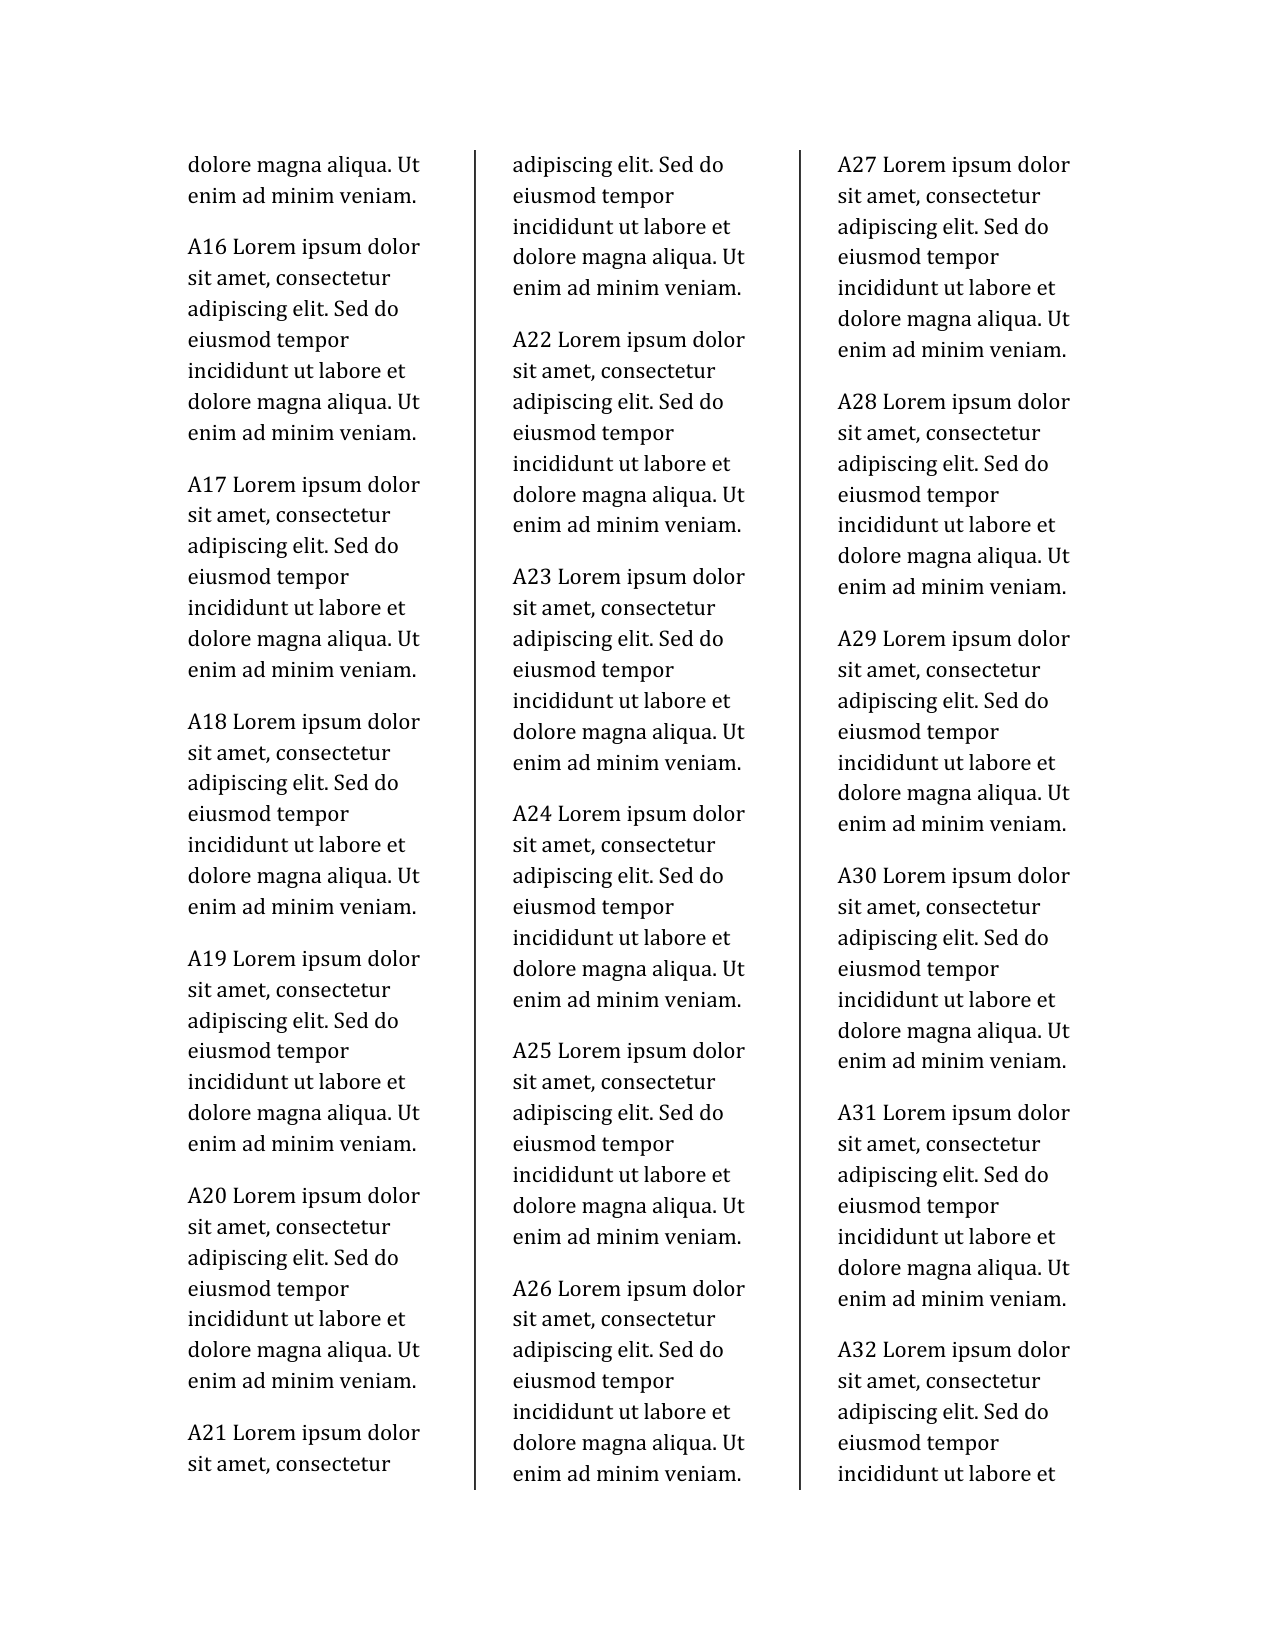 dolore magna aliqua. Ut
enim ad minim veniam.
A16 Lorem ipsum dolor
sit amet, consectetur
adipiscing elit. Sed do
eiusmod tempor
incididunt ut labore et
dolore magna aliqua. Ut
enim ad minim veniam.
A17 Lorem ipsum dolor
sit amet, consectetur
adipiscing elit. Sed do
eiusmod tempor
incididunt ut labore et
dolore magna aliqua. Ut
enim ad minim veniam.
A18 Lorem ipsum dolor
sit amet, consectetur
adipiscing elit. Sed do
eiusmod tempor
incididunt ut labore et
dolore magna aliqua. Ut
enim ad minim veniam.
A19 Lorem ipsum dolor
sit amet, consectetur
adipiscing elit. Sed do
eiusmod tempor
incididunt ut labore et
dolore magna aliqua. Ut
enim ad minim veniam.
A20 Lorem ipsum dolor
sit amet, consectetur
adipiscing elit. Sed do
eiusmod tempor
incididunt ut labore et
dolore magna aliqua. Ut
enim ad minim veniam.
A21 Lorem ipsum dolor
sit amet, consectetur
adipiscing elit. Sed do
eiusmod tempor
incididunt ut labore et
dolore magna aliqua. Ut
enim ad minim veniam.
A22 Lorem ipsum dolor
sit amet, consectetur
adipiscing elit. Sed do
eiusmod tempor
incididunt ut labore et
dolore magna aliqua. Ut
enim ad minim veniam.
A23 Lorem ipsum dolor
sit amet, consectetur
adipiscing elit. Sed do
eiusmod tempor
incididunt ut labore et
dolore magna aliqua. Ut
enim ad minim veniam.
A24 Lorem ipsum dolor
sit amet, consectetur
adipiscing elit. Sed do
eiusmod tempor
incididunt ut labore et
dolore magna aliqua. Ut
enim ad minim veniam.
A25 Lorem ipsum dolor
sit amet, consectetur
adipiscing elit. Sed do
eiusmod tempor
incididunt ut labore et
dolore magna aliqua. Ut
enim ad minim veniam.
A26 Lorem ipsum dolor
sit amet, consectetur
adipiscing elit. Sed do
eiusmod tempor
incididunt ut labore et
dolore magna aliqua. Ut
enim ad minim veniam.
A27 Lorem ipsum dolor
sit amet, consectetur
adipiscing elit. Sed do
eiusmod tempor
incididunt ut labore et
dolore magna aliqua. Ut
enim ad minim veniam.
A28 Lorem ipsum dolor
sit amet, consectetur
adipiscing elit. Sed do
eiusmod tempor
incididunt ut labore et
dolore magna aliqua. Ut
enim ad minim veniam.
A29 Lorem ipsum dolor
sit amet, consectetur
adipiscing elit. Sed do
eiusmod tempor
incididunt ut labore et
dolore magna aliqua. Ut
enim ad minim veniam.
A30 Lorem ipsum dolor
sit amet, consectetur
adipiscing elit. Sed do
eiusmod tempor
incididunt ut labore et
dolore magna aliqua. Ut
enim ad minim veniam.
A31 Lorem ipsum dolor
sit amet, consectetur
adipiscing elit. Sed do
eiusmod tempor
incididunt ut labore et
dolore magna aliqua. Ut
enim ad minim veniam.
A32 Lorem ipsum dolor
sit amet, consectetur
adipiscing elit. Sed do
eiusmod tempor
incididunt ut labore et